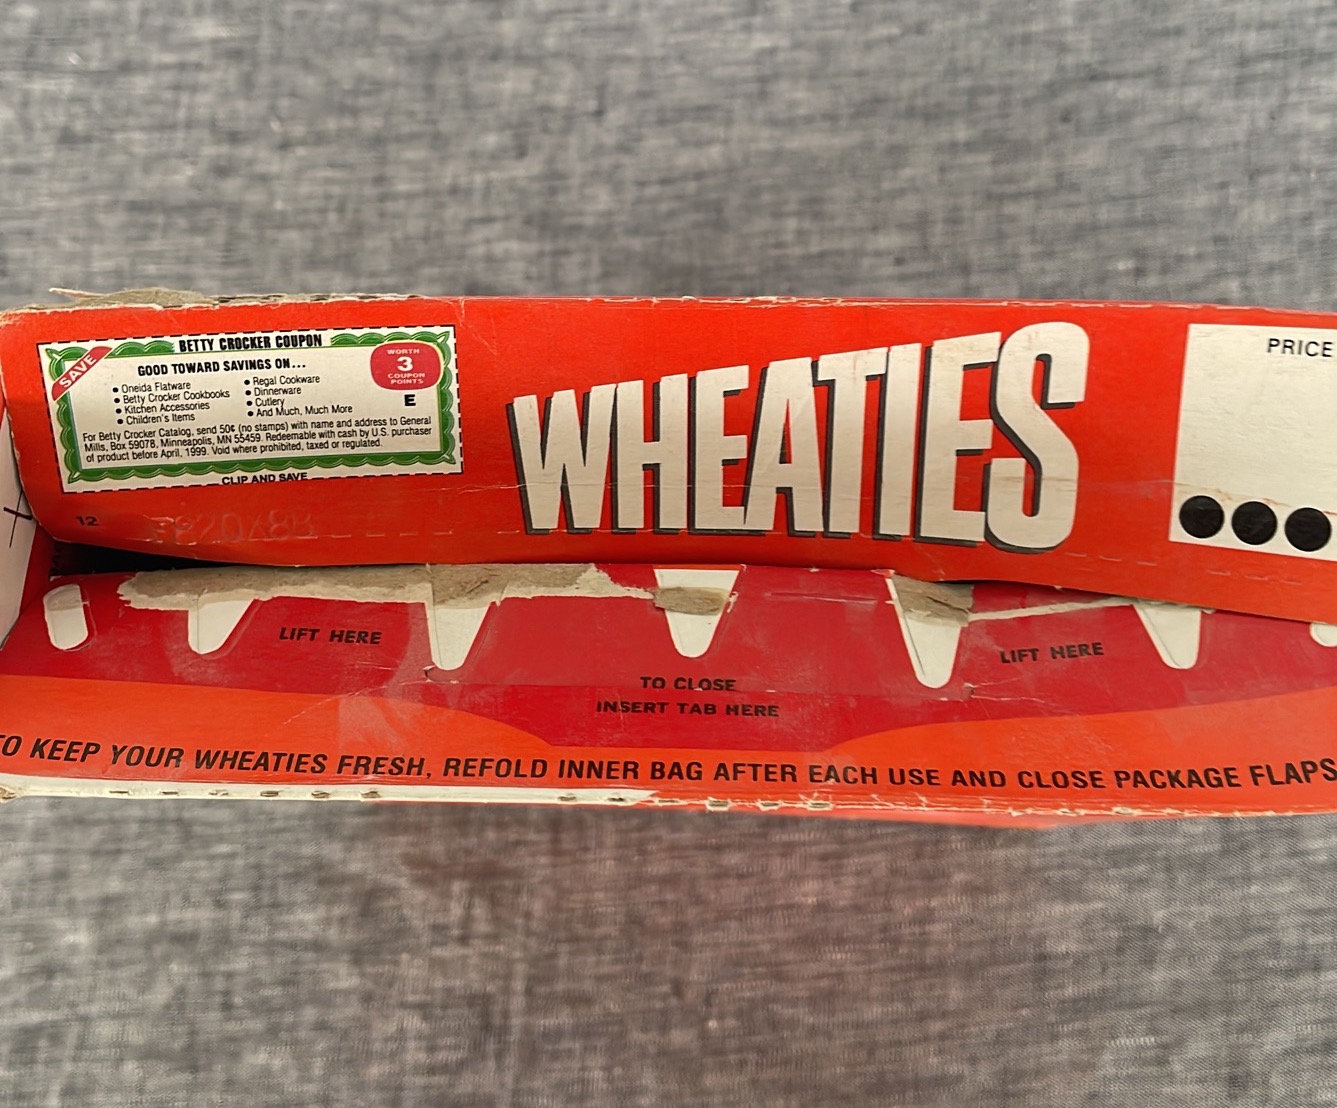 BETTY CROCKER COUPON
SAVE
GOOD TOWARD SAVINGS ON...
• Oneida Flatware
• Betty Crocker Cookbooks
• Kitchen Accessories
• Children's Items
• Regal Cookware
• Dinnerware
• Cutlery
• And Much, Much More
WORTH
3
COUPON
POINTS
E
For Betty Crocker Catalog, send 50¢ (no stamps) with name and address to General
Mills, Box 59078, Minneapolis, MN 55459. Redeemable with cash by U.S. purchaser
of product before April, 1999. Void where prohibited, taxed or regulated.
CLIP AND SAVE
12
WHEATIES
PRICE
LIFT HERE
LIFT HERE
TO CLOSE
INSERT TAB HERE
TO KEEP YOUR WHEATIES FRESH, REFOLD INNER BAG AFTER EACH USE AND CLOSE PACKAGE FLAPS